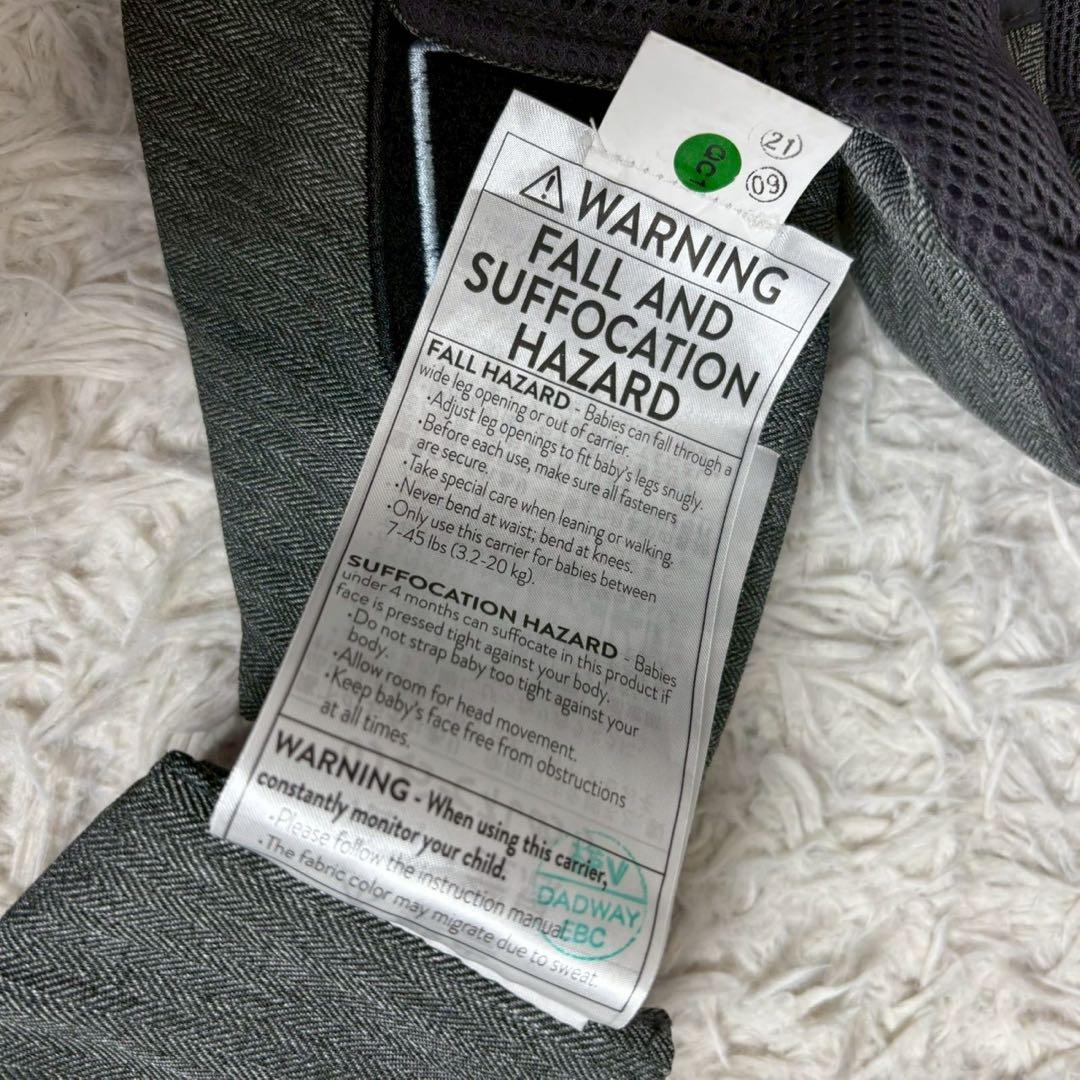 QC1
21
09
WARNING
FALL AND
SUFFOCATION
HAZARD
FALL HAZARD - Babies can fall through a
wide leg opening or out of carrier.
•Adjust leg openings to fit baby's legs snugly.
•Before each use, make sure all fasteners
are secure.
•Take special care when leaning or walking.
•Never bend at waist; bend at knees.
•Only use this carrier for babies between
7-45 lbs (3.2-20 kg).
SUFFOCATION HAZARD - Babies
under 4 months can suffocate in this product if
face is pressed tight against your body.
•Do not strap baby too tight against your
body.
•Allow room for head movement.
•Keep baby's face free from obstructions
at all times.
WARNING - When using this carrier,
constantly monitor your child.
•Please follow the instruction manual.
•The fabric color may migrate due to sweat.
DADWAY
EBC